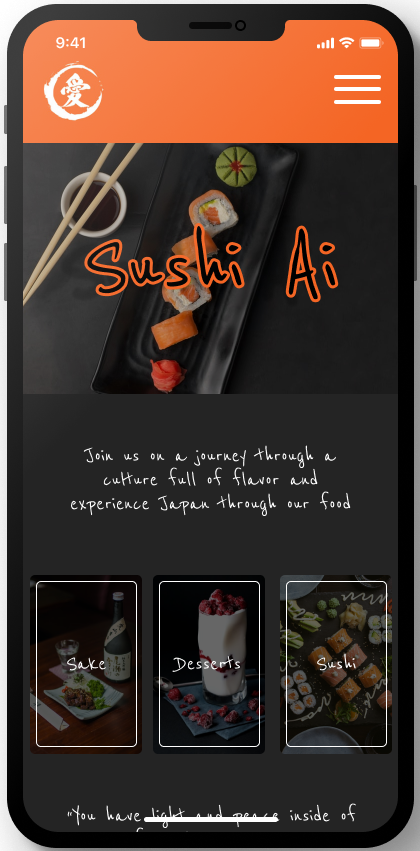 9:41
愛
Sushi Ai
Join us on a journey through a
culture full of flavor and
experience Japan through our food
Sake
Desserts
Sushi
"You have light and peace inside of